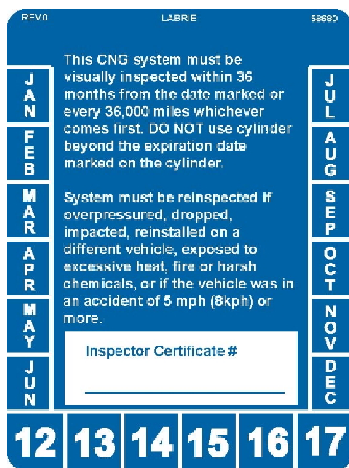 REV0 LABRIE 58680
This CNG system must be
visually inspected within 36
months from the date marked or
every 36,000 miles whichever
comes first. DO NOT use cylinder
beyond the expiration date
marked on the cylinder.
System must be reinspected if
overpressured, dropped,
impacted, reinstalled on a
different vehicle, exposed to
excessive heat, fire or harsh
chemicals, or if the vehicle was in
an accident of 5 mph (8kph) or
more.
Inspector Certificate #
JAN
FEB
MAR
APR
MAY
JUN
JUL
AUG
SEP
OCT
NOV
DEC
12 13 14 15 16 17